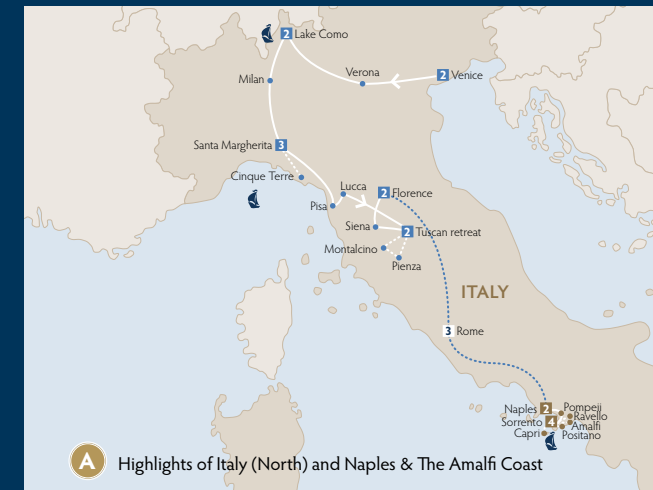 2 Lake Como
Milan
Verona
2 Venice
Santa Margherita 3
Cinque Terre
Lucca
2 Florence
Pisa
Siena
2 Tuscan retreat
Montalcino
Pienza
ITALY
3 Rome
Naples 2
Pompeji
Ravello
Sorrento 4
Amalfi
Capri
Positano
A Highlights of Italy (North) and Naples & The Amalfi Coast